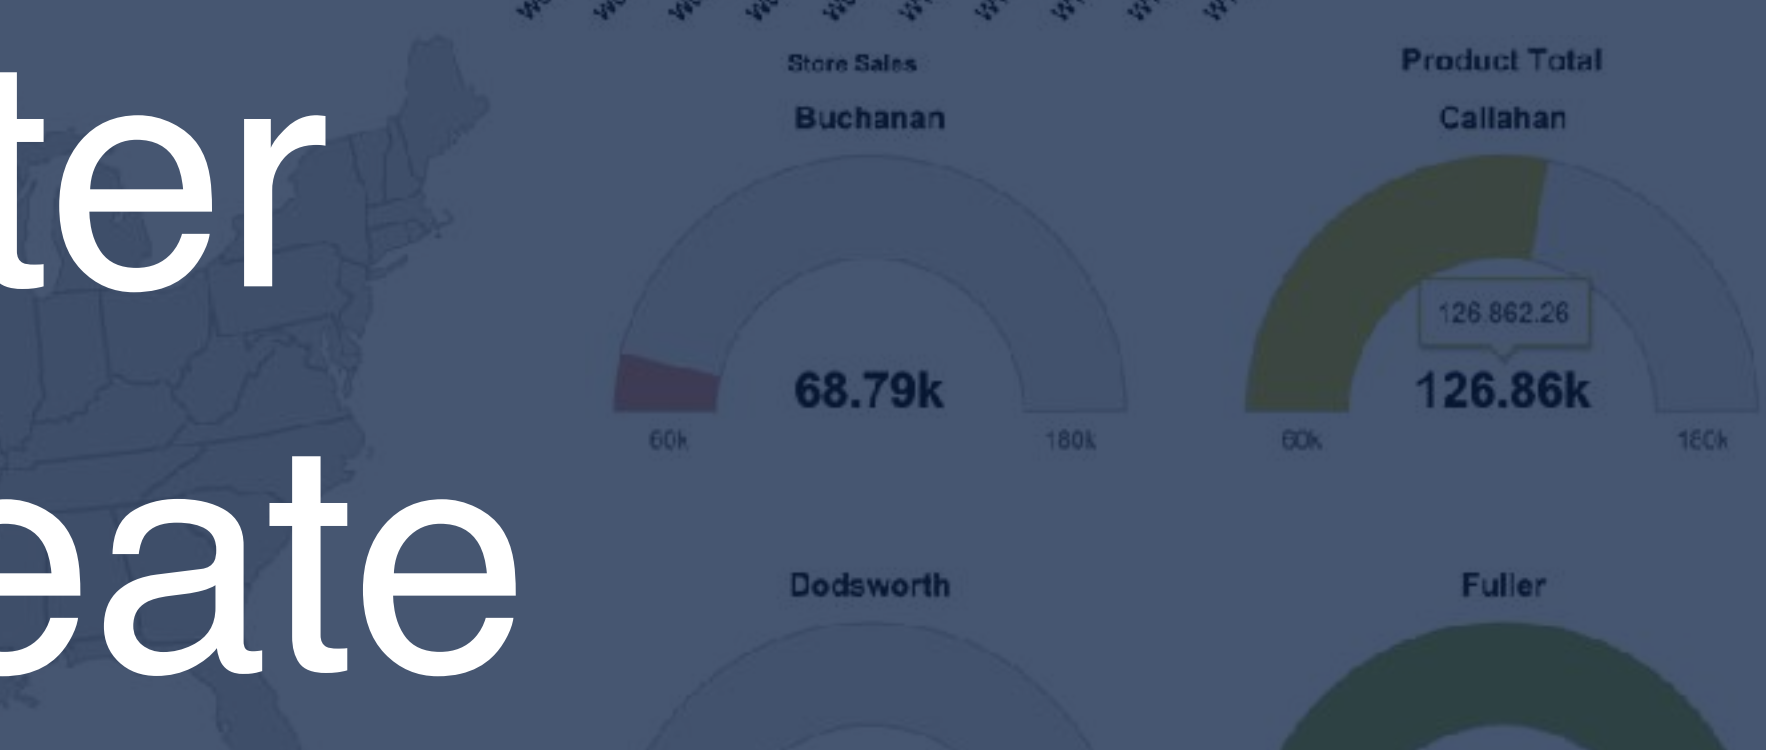 Store Sales
Product Total
Buchanan
Callahan
ter
126 862.26
68.79k
126.86k
60k
180k
60k
180k
eate
Dodsworth
Fuller